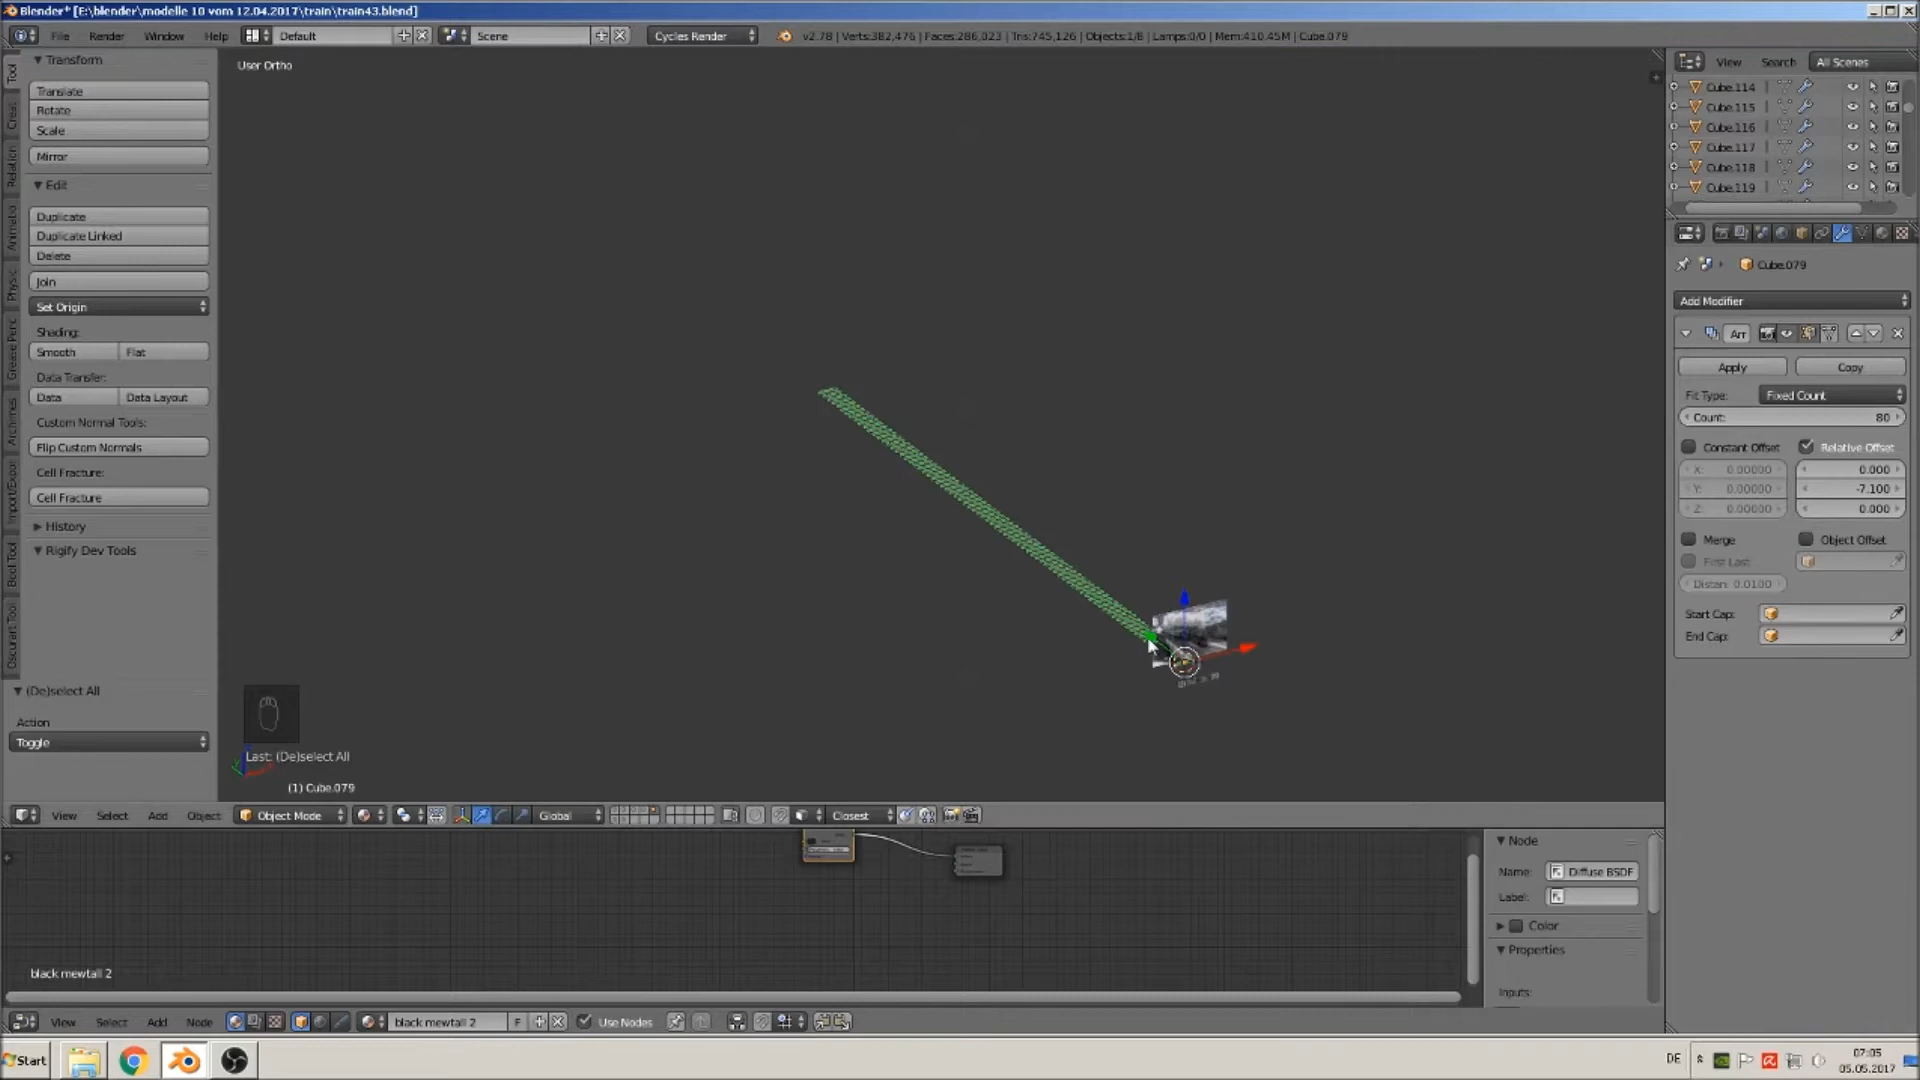 Blender* [E:\blender\modelle 10 vom 12.04.2017\train\train43.blend]
File Render Window Help Default Scene Cycles Render v2.78 | Verts:382,476 | Faces:286,023 | Tris:745,126 | Objects:1/8 | Lamps:0/0 | Mem:410.45M | Cube.079
Transform
Translate
Rotate
Scale
Mirror
Edit
Duplicate
Duplicate Linked
Delete
Join
Set Origin
Shading:
Smooth Flat
Data Transfer:
Data Data Layout
Custom Normal Tools:
Flip Custom Normals
Cell Fracture:
Cell Fracture
History
Rigify Dev Tools
(De)select All
Action
Toggle
Tool
Relation
Bool Tool
User Ortho
Last: (De)select All
(1) Cube.079
View Search All Scenes
Cube.114
Cube.115
Cube.116
Cube.117
Cube.118
Cube.119
Cube.079
Add Modifier
Arr
Apply Copy
Fit Type: Fixed Count
Count: 80
Constant Offset Relative Offset
X: 0.00000 0.000
Y: 0.00000 -7.100
Z: 0.00000 0.000
Merge Object Offset
First Last
Distan: 0.0100
Start Cap:
End Cap:
View Select Add Object Object Mode Global Closest
Node
Name: Diffuse BSDF
Label:
Color
Properties
Inputs:
black mewtall 2
View Select Add Node black mewtall 2 F Use Nodes
Start DE 07:05
05.05.2017